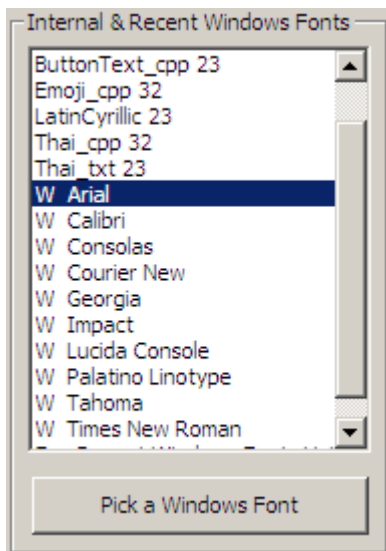 Internal & Recent Windows Fonts
ButtonText_cpp 23
Emoji_cpp 32
LatinCyrillic 23
Thai_cpp 32
Thai_txt 23
W Arial
W Calibri
W Consolas
W Courier New
W Georgia
W Impact
W Lucida Console
W Palatino Linotype
W Tahoma
W Times New Roman
Pick a Windows Font